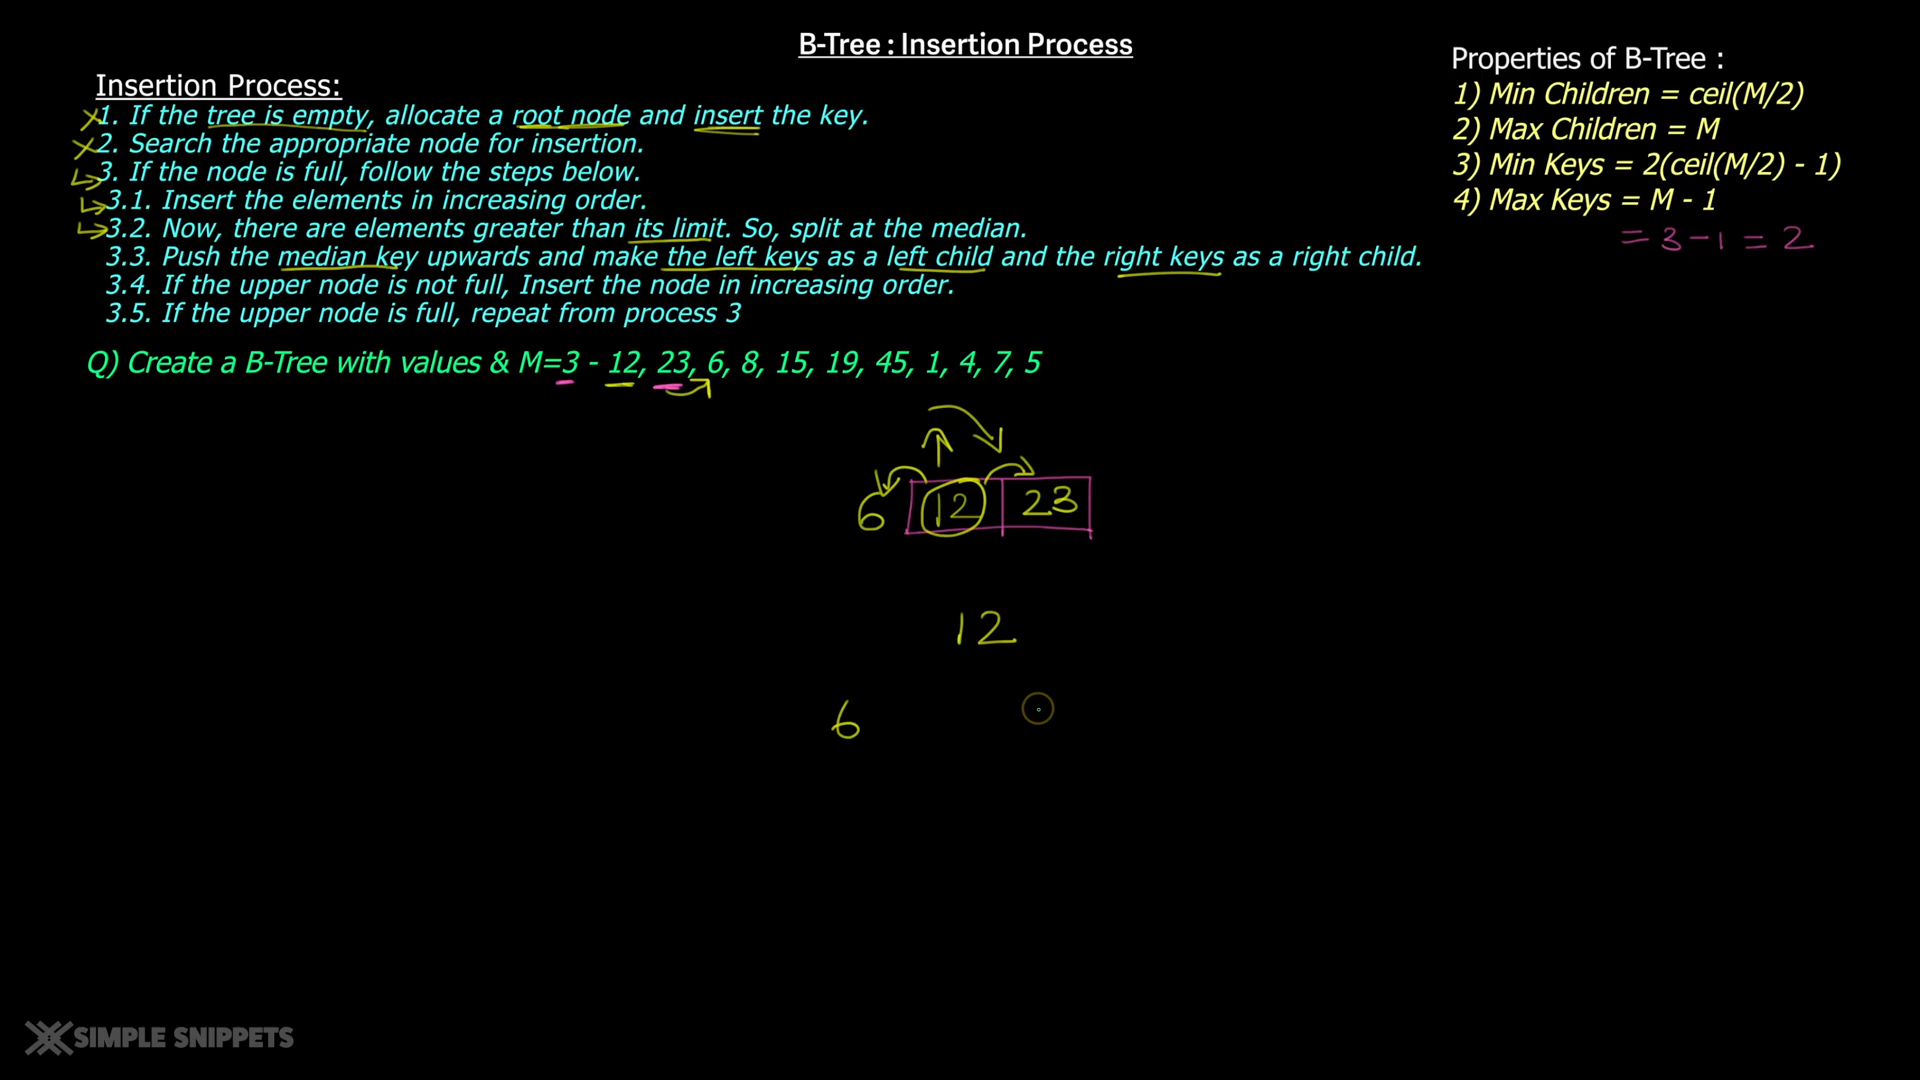 B-Tree : Insertion Process
Insertion Process:
1. If the tree is empty, allocate a root node and insert the key.
2. Search the appropriate node for insertion.
3. If the node is full, follow the steps below.
3.1. Insert the elements in increasing order.
3.2. Now, there are elements greater than its limit. So, split at the median.
3.3. Push the median key upwards and make the left keys as a left child and the right keys as a right child.
3.4. If the upper node is not full, Insert the node in increasing order.
3.5. If the upper node is full, repeat from process 3
Properties of B-Tree :
1) Min Children = ceil(M/2)
2) Max Children = M
3) Min Keys = 2(ceil(M/2) - 1)
4) Max Keys = M - 1
= 3 - 1 = 2
Q) Create a B-Tree with values & M=3 - 12, 23, 6, 8, 15, 19, 45, 1, 4, 7, 5
6 12 23
12
6
SIMPLE SNIPPETS